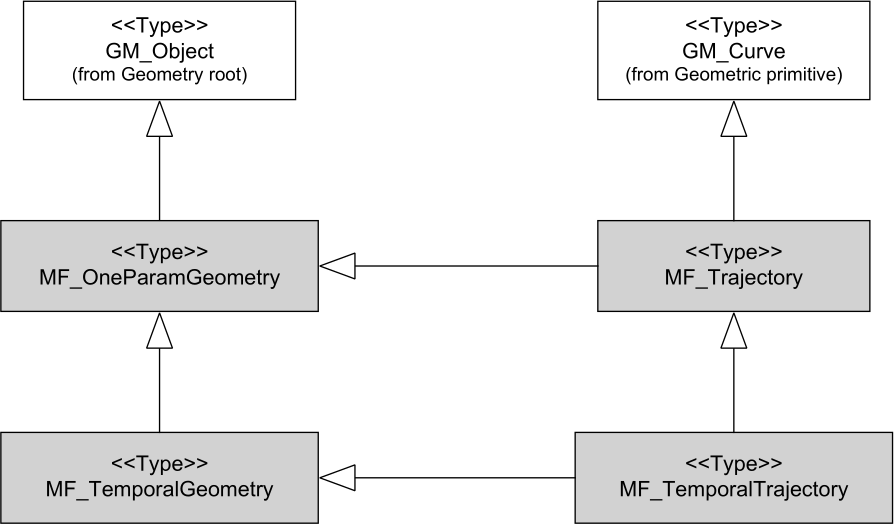 <<Type>>
GM_Object
(from Geometry root)
<<Type>>
GM_Curve
(from Geometric primitive)
<<Type>>
MF_OneParamGeometry
<<Type>>
MF_Trajectory
<<Type>>
MF_TemporalGeometry
<<Type>>
MF_TemporalTrajectory